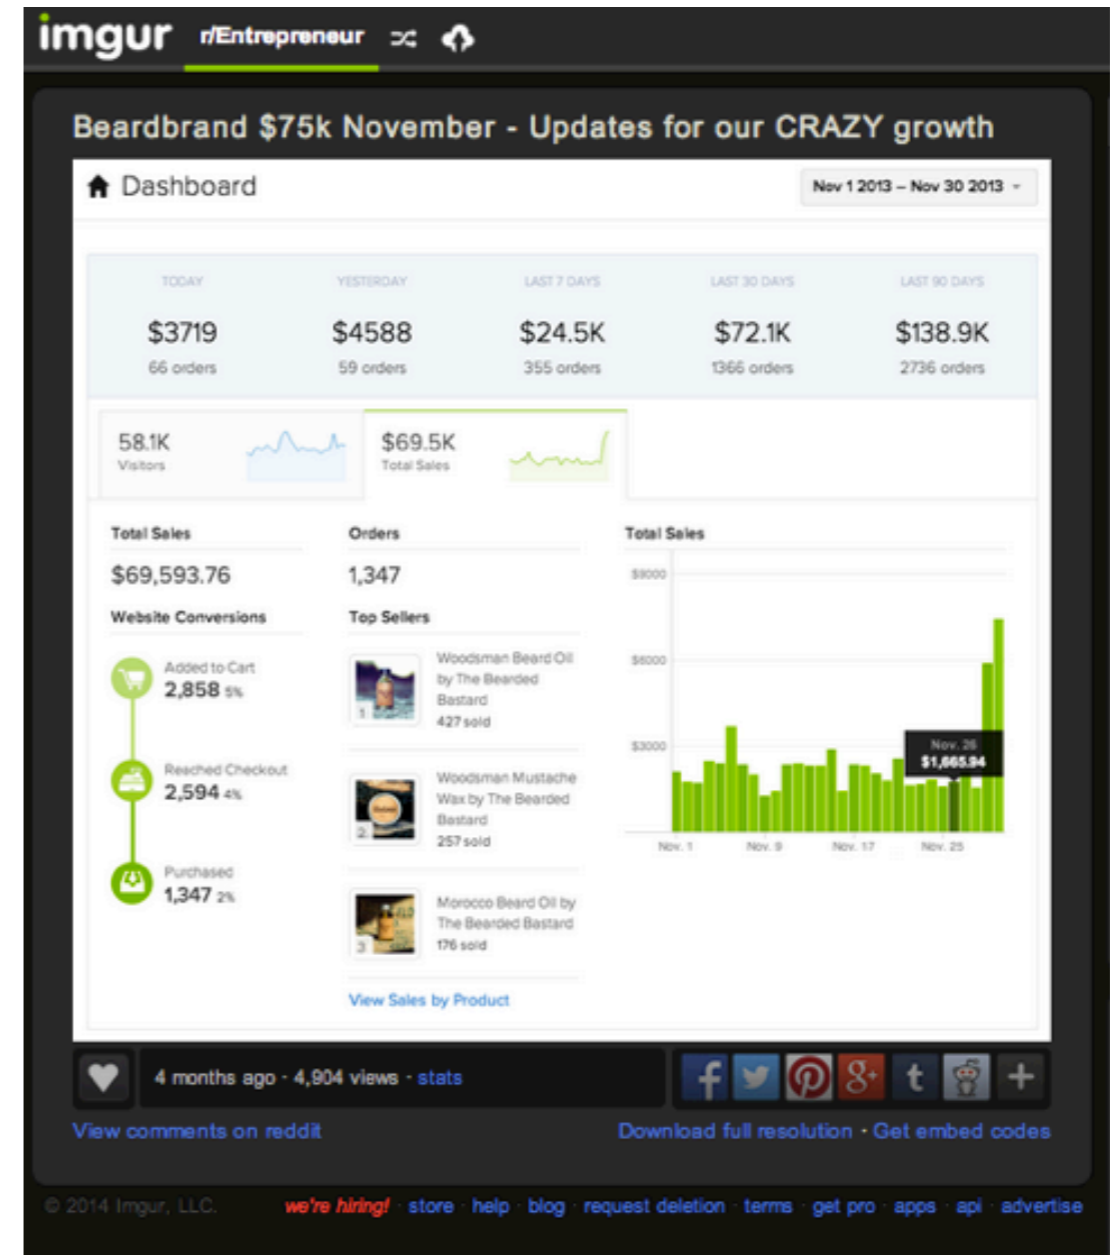 imgur r/Entrepreneur
Beardbrand $75k November - Updates for our CRAZY growth
Dashboard
Nov 1 2013 – Nov 30 2013
TODAY YESTERDAY LAST 7 DAYS LAST 30 DAYS LAST 90 DAYS
$3719 $4588 $24.5K $72.1K $138.9K
66 orders 59 orders 355 orders 1366 orders 2736 orders
58.1K
Visitors
$69.5K
Total Sales
Total Sales
$69,593.76
Website Conversions
Added to Cart
2,858 5%
Reached Checkout
2,594 4%
Purchased
1,347 2%
Orders
1,347
Top Sellers
1
Woodsman Beard Oil
by The Bearded
Bastard
427 sold
2
Woodsman Mustache
Wax by The Bearded
Bastard
257 sold
3
Morocco Beard Oil by
The Bearded Bastard
176 sold
View Sales by Product
Total Sales
$9000
$6000
$3000
Nov. 26
$1,665.94
Nov. 1 Nov. 9 Nov. 17 Nov. 25
4 months ago - 4,904 views - stats
View comments on reddit
Download full resolution - Get embed codes
© 2014 Imgur, LLC.
we're hiring! · store · help · blog · request deletion · terms · get pro · apps · api · advertise